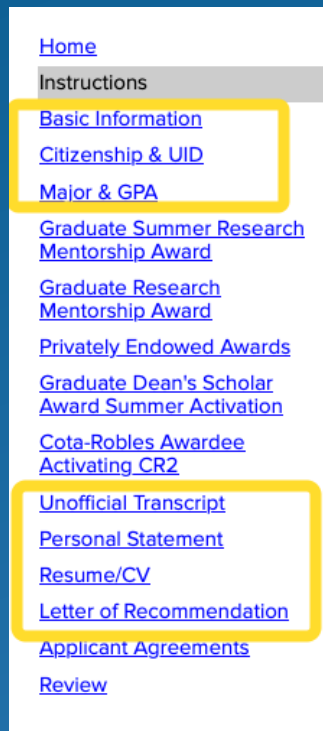 Home
Instructions
Basic Information
Citizenship & UID
Major & GPA
Graduate Summer Research
Mentorship Award
Graduate Research
Mentorship Award
Privately Endowed Awards
Graduate Dean's Scholar
Award Summer Activation
Cota-Robles Awardee
Activating CR2
Unofficial Transcript
Personal Statement
Resume/CV
Letter of Recommendation
Applicant Agreements
Review